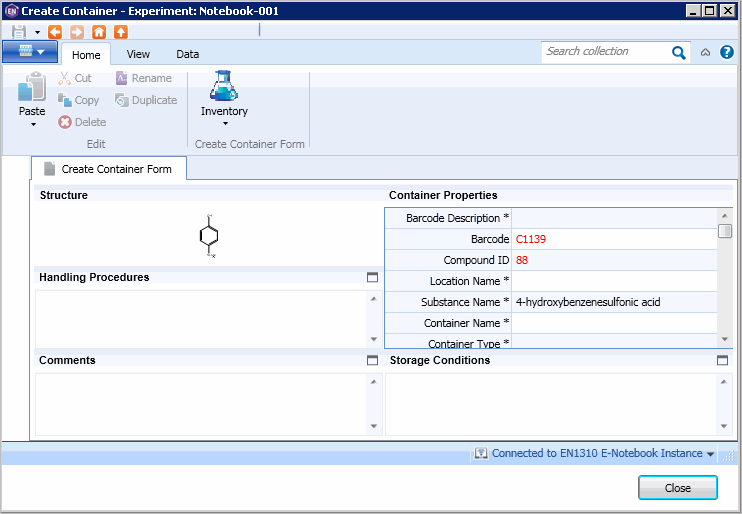 Create Container - Experiment: Notebook-001
Home View Data
Search collection
Paste
Cut
Copy
Delete
Rename
Duplicate
Edit
Inventory
Create Container Form
Create Container Form
Structure
Handling Procedures
Comments
Container Properties
Barcode Description *
Barcode C1139
Compound ID 88
Location Name *
Substance Name * 4-hydroxybenzenesulfonic acid
Container Name *
Container Type *
Storage Conditions
Connected to EN1310 E-Notebook Instance
Close